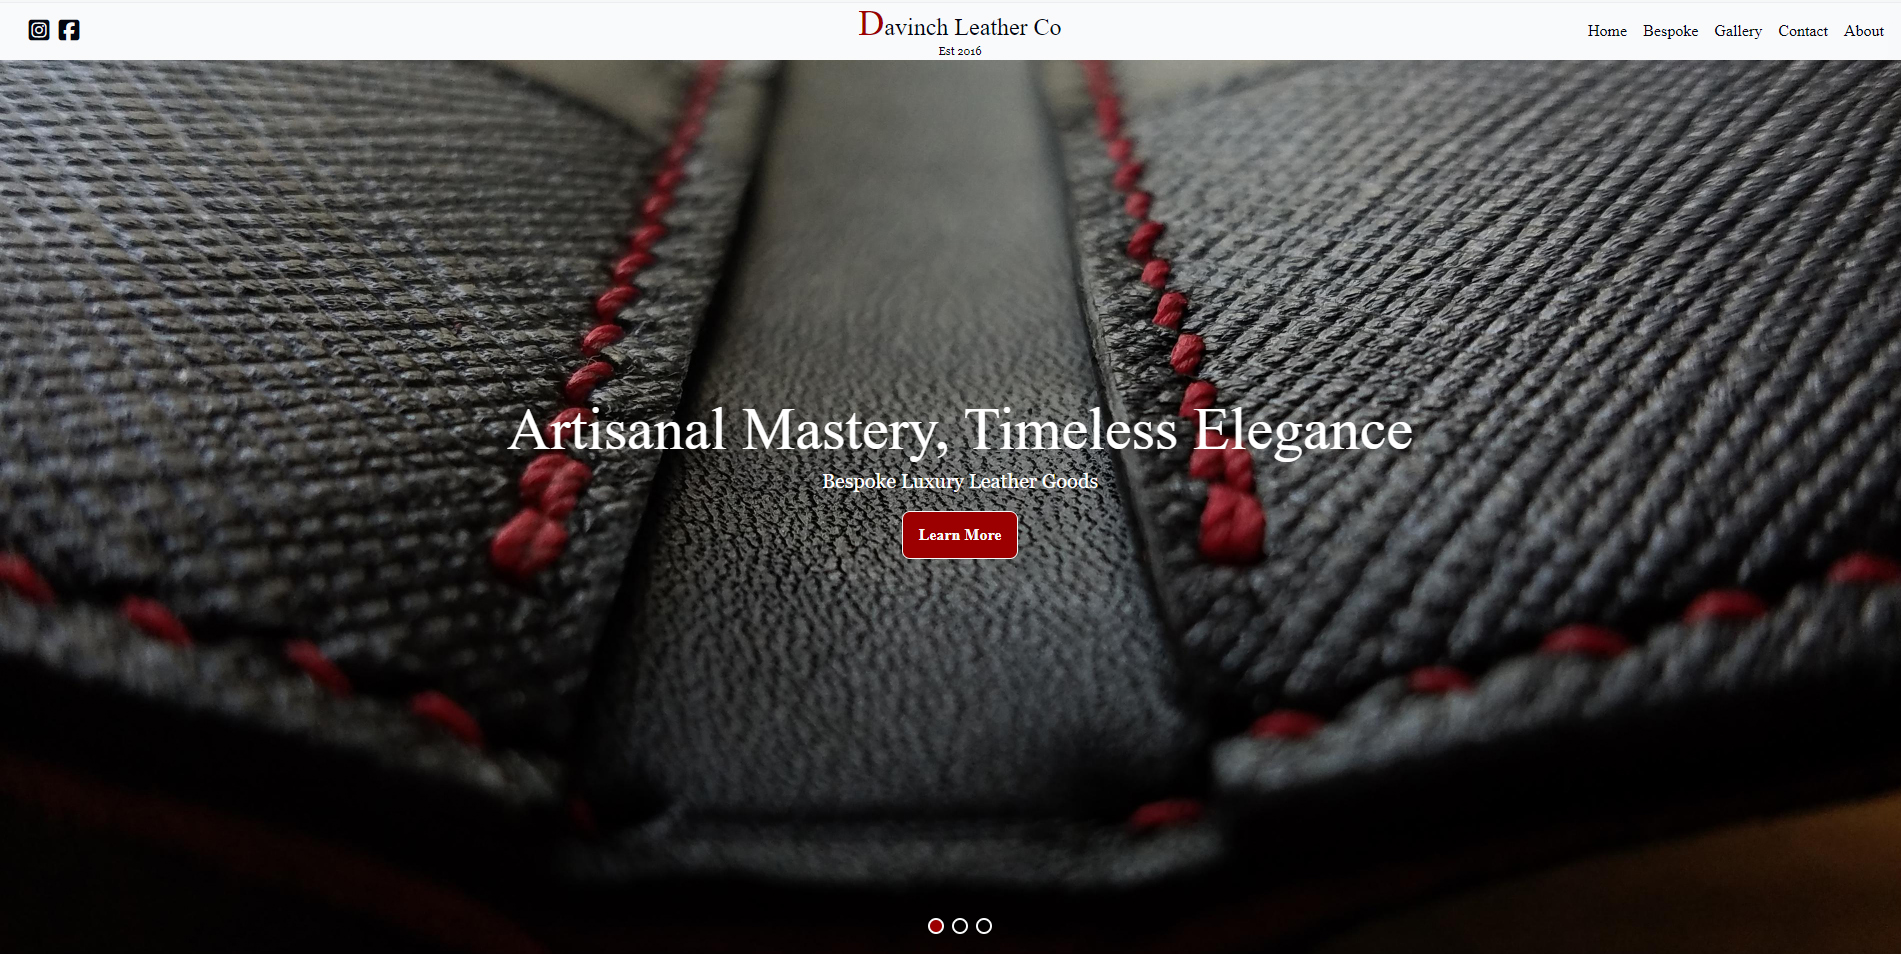 Davinch Leather Co
Est 2016
Home Bespoke Gallery Contact About
Artisanal Mastery, Timeless Elegance
Bespoke Luxury Leather Goods
Learn More